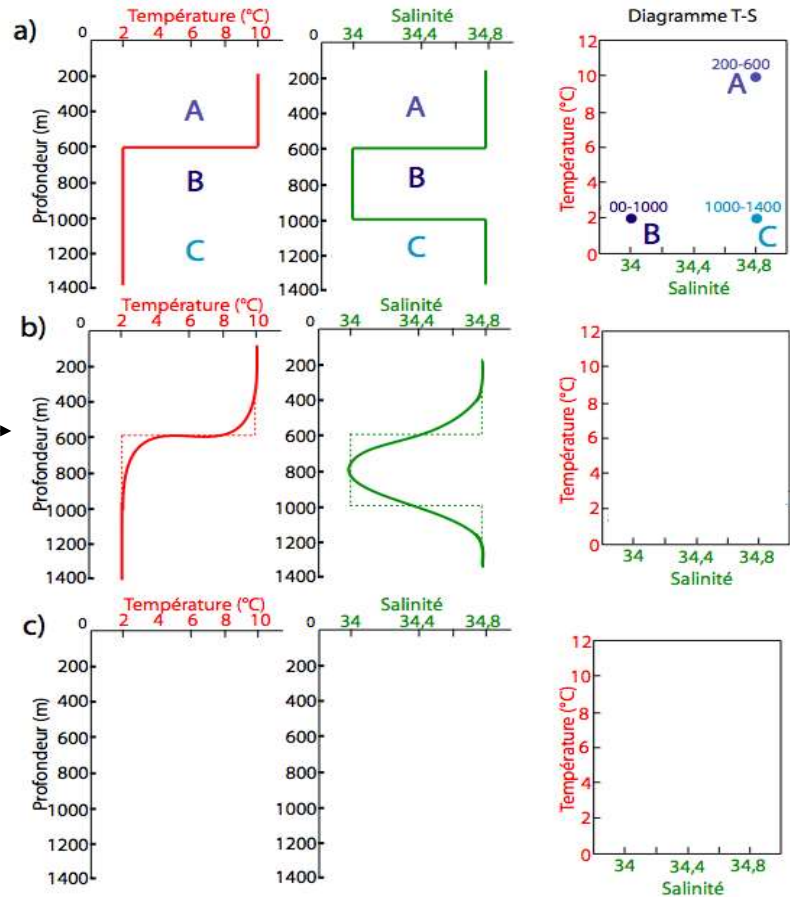 a)
Température (°C)
0 2 4 6 8 10
Profondeur (m)
200
400
600
800
1000
1200
1400
A
B
C
Salinité
0 34 34,4 34,8
200
400
600
800
1000
1200
1400
A
B
C
Diagramme T-S
Température (°C)
12
10
8
6
4
2
0
200-600
A
00-1000
B
1000-1400
C
34 34,4 34,8
Salinité
b)
Température (°C)
0 2 4 6 8 10
Profondeur (m)
200
400
600
800
1000
1200
1400
Salinité
0 34 34,4 34,8
200
400
600
800
1000
1200
1400
Température (°C)
12
10
8
6
4
2
0
34 34,4 34,8
Salinité
c)
Température (°C)
0 2 4 6 8 10
Profondeur (m)
200
400
600
800
1000
1200
1400
Salinité
0 34 34,4 34,8
200
400
600
800
1000
1200
1400
Température (°C)
12
10
8
6
4
2
0
34 34,4 34,8
Salinité